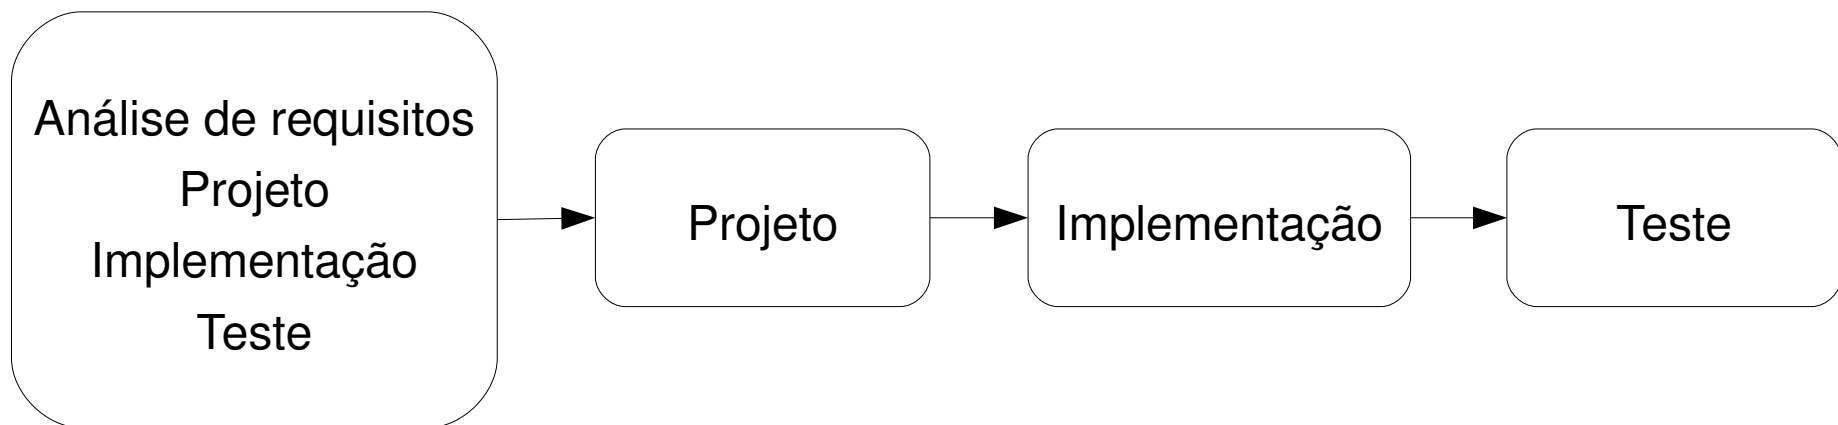 Análise de requisitos
Projeto
Implementação
Teste
Projeto
Implementação
Teste